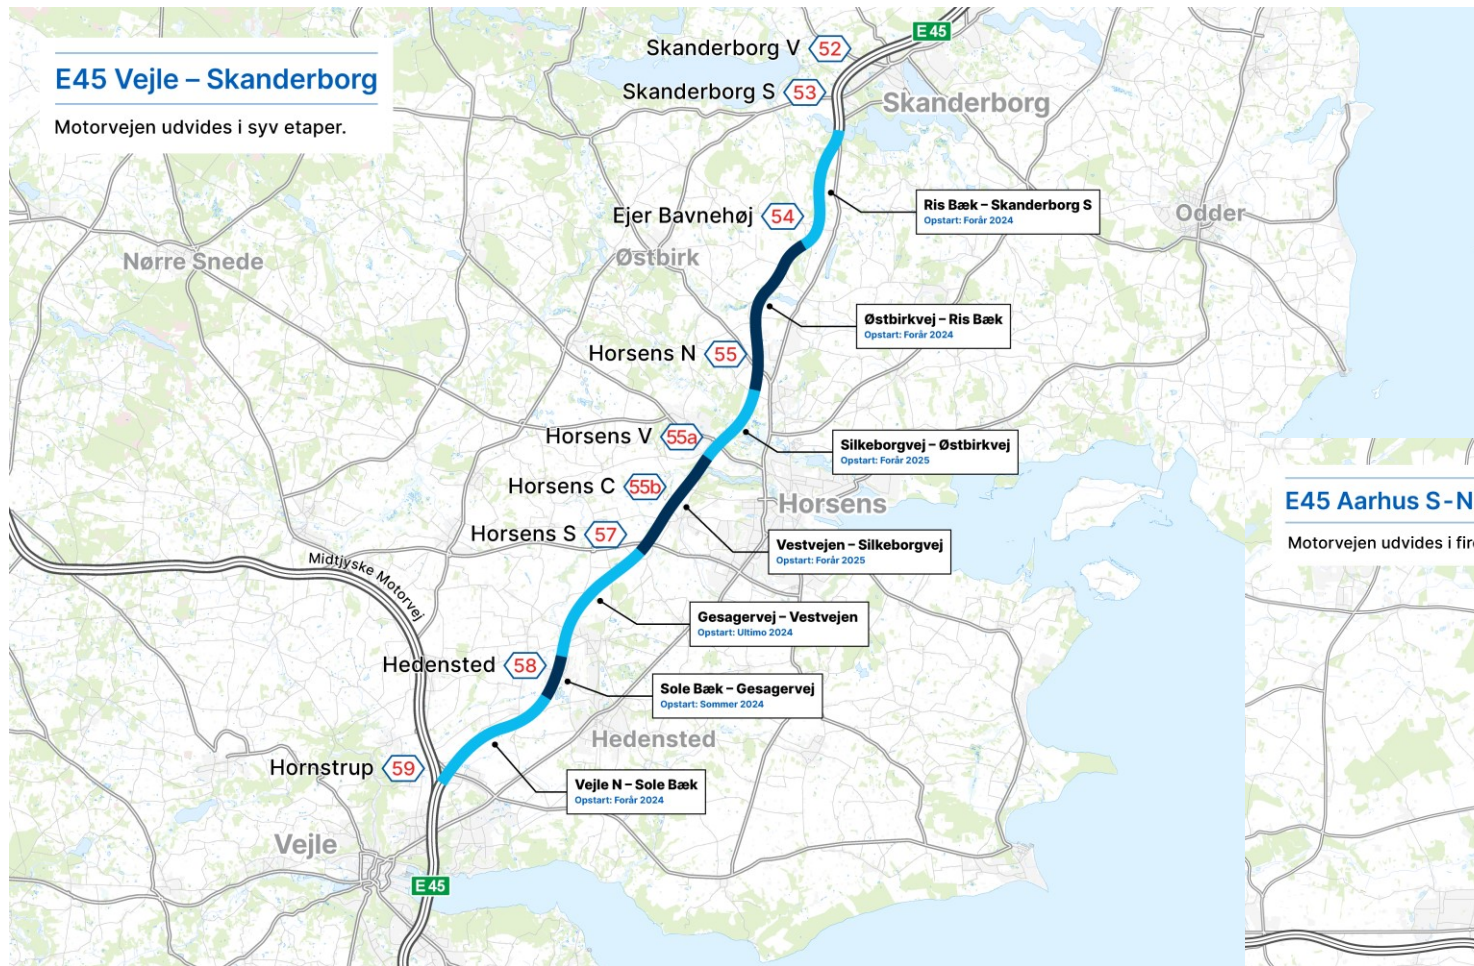 E45 Vejle – Skanderborg
Motorvejen udvides i syv etaper.
E 45
Skanderborg V 52
Skanderborg S 53
Skanderborg
Ris Bæk – Skanderborg S
Opstart: Forår 2024
Odder
Ejer Bavnehøj 54
Østbirk
Nørre Snede
Østbirkvej – Ris Bæk
Opstart: Forår 2024
Horsens N 55
Horsens V 55a
Silkeborgvej – Østbirkvej
Opstart: Forår 2025
Horsens C 55b
Horsens
E45 Aarhus S - N
Motorvejen udvides i
Horsens S 57
Vestvejen – Silkeborgvej
Opstart: Forår 2025
Midtjyske Motorvej
Gesagervej – Vestvejen
Opstart: Ultimo 2024
Hedensted 58
Sole Bæk – Gesagervej
Opstart: Sommer 2024
Hedensted
Hornstrup 59
Vejle N – Sole Bæk
Opstart: Forår 2024
Vejle
E 45